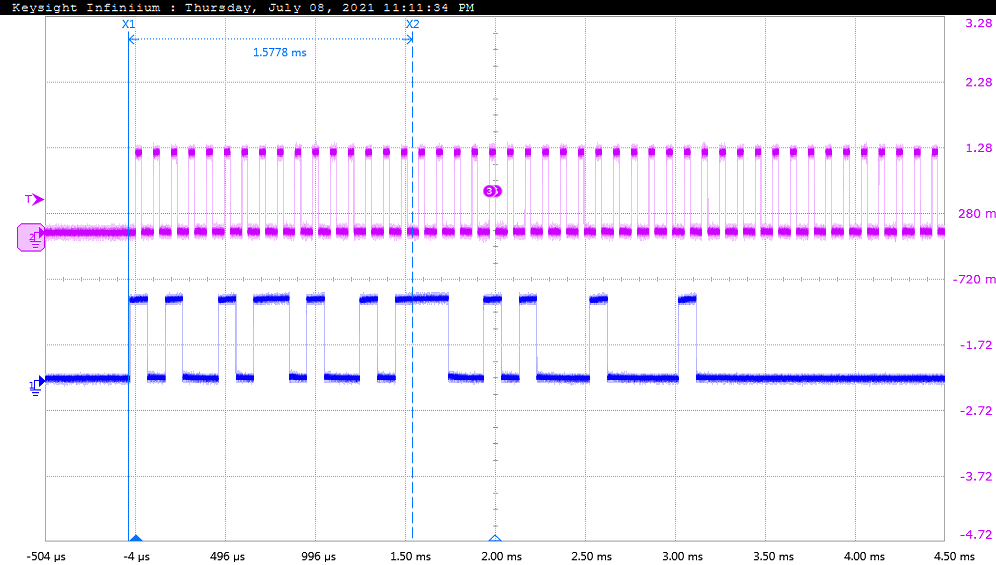 Keysight Infiniium : Thursday, July 08, 2021 11:11:34 PM
X1 X2 3.28
1.5778 ms
2.28
1.28
T
3
280 m
2
-720 m
-1.72
1
-2.72
-3.72
-4.72
-504 µs -4 µs 496 µs 996 µs 1.50 ms 2.00 ms 2.50 ms 3.00 ms 3.50 ms 4.00 ms 4.50 ms